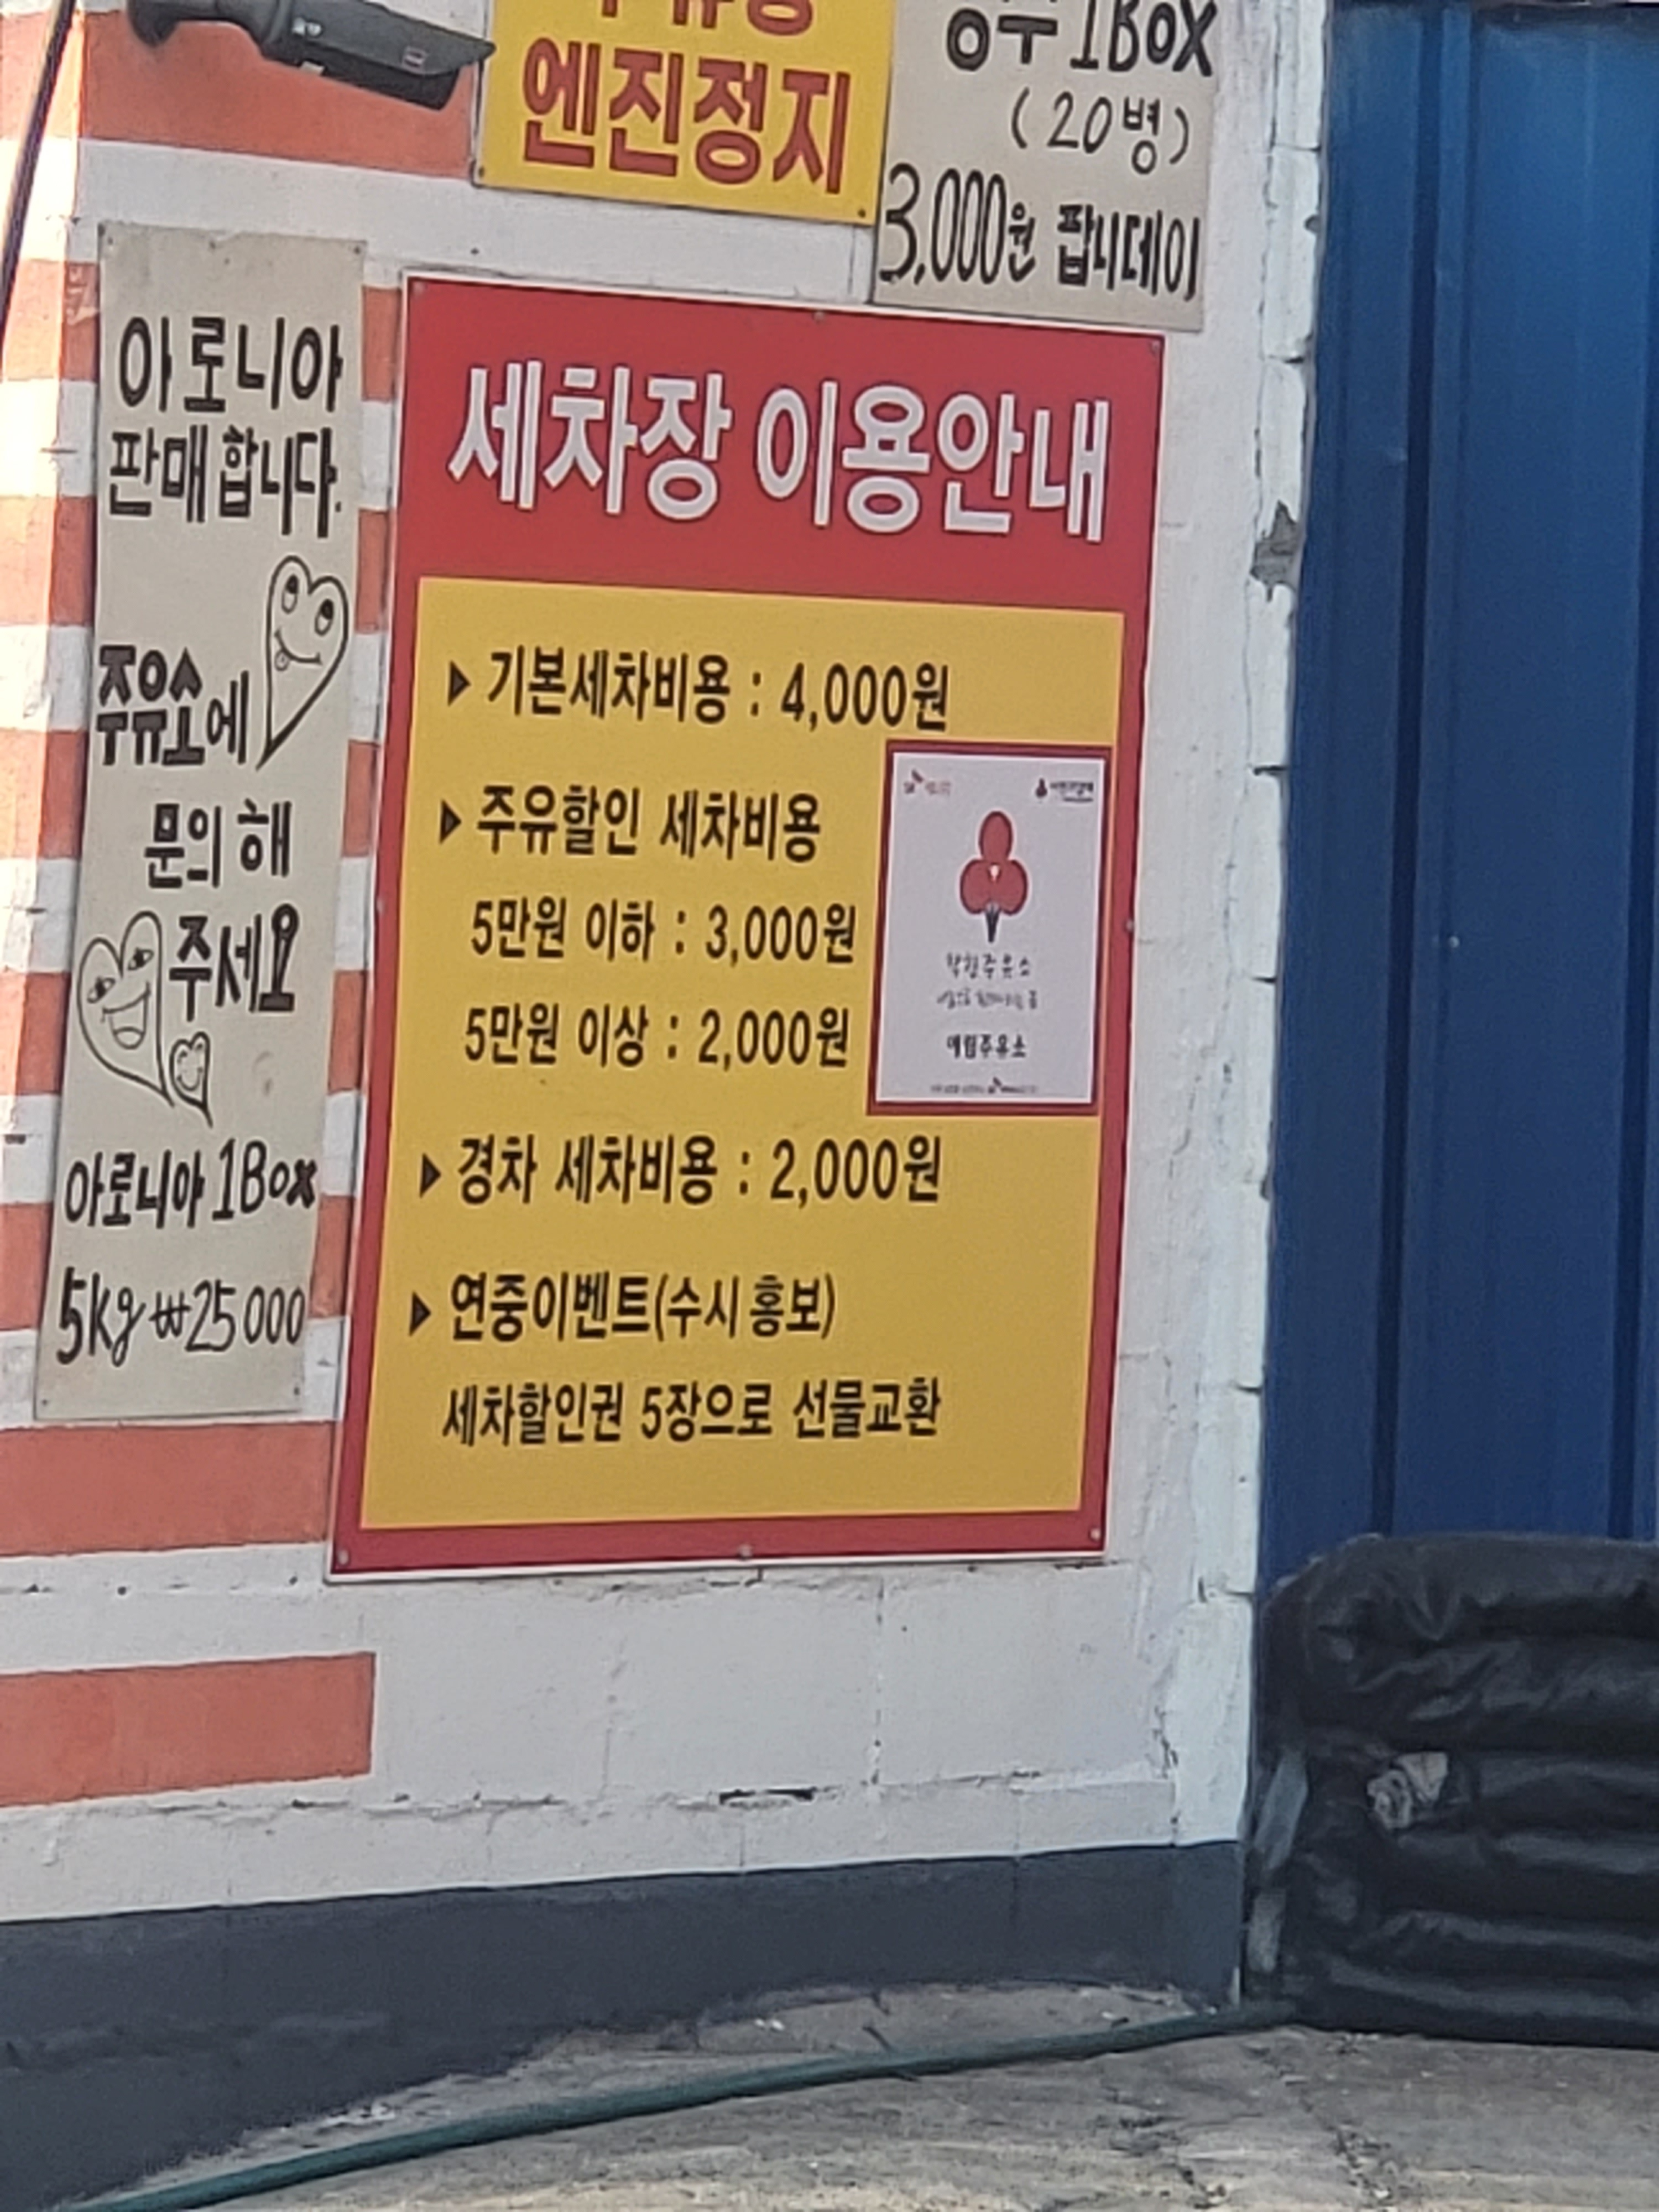 엔진정지
1Box
(20병)
3,000원 팝니데이
아로니아
판매합니다.
주유소에
문의 해
주세요
아로니아 1Box
5kg ₩25000
세차장 이용안내
▶ 기본세차비용 : 4,000원
▶ 주유할인 세차비용
5만원 이하 : 3,000원
5만원 이상 : 2,000원
▶ 경차 세차비용 : 2,000원
▶ 연중이벤트(수시 홍보)
세차할인권 5장으로 선물교환
착한주유소